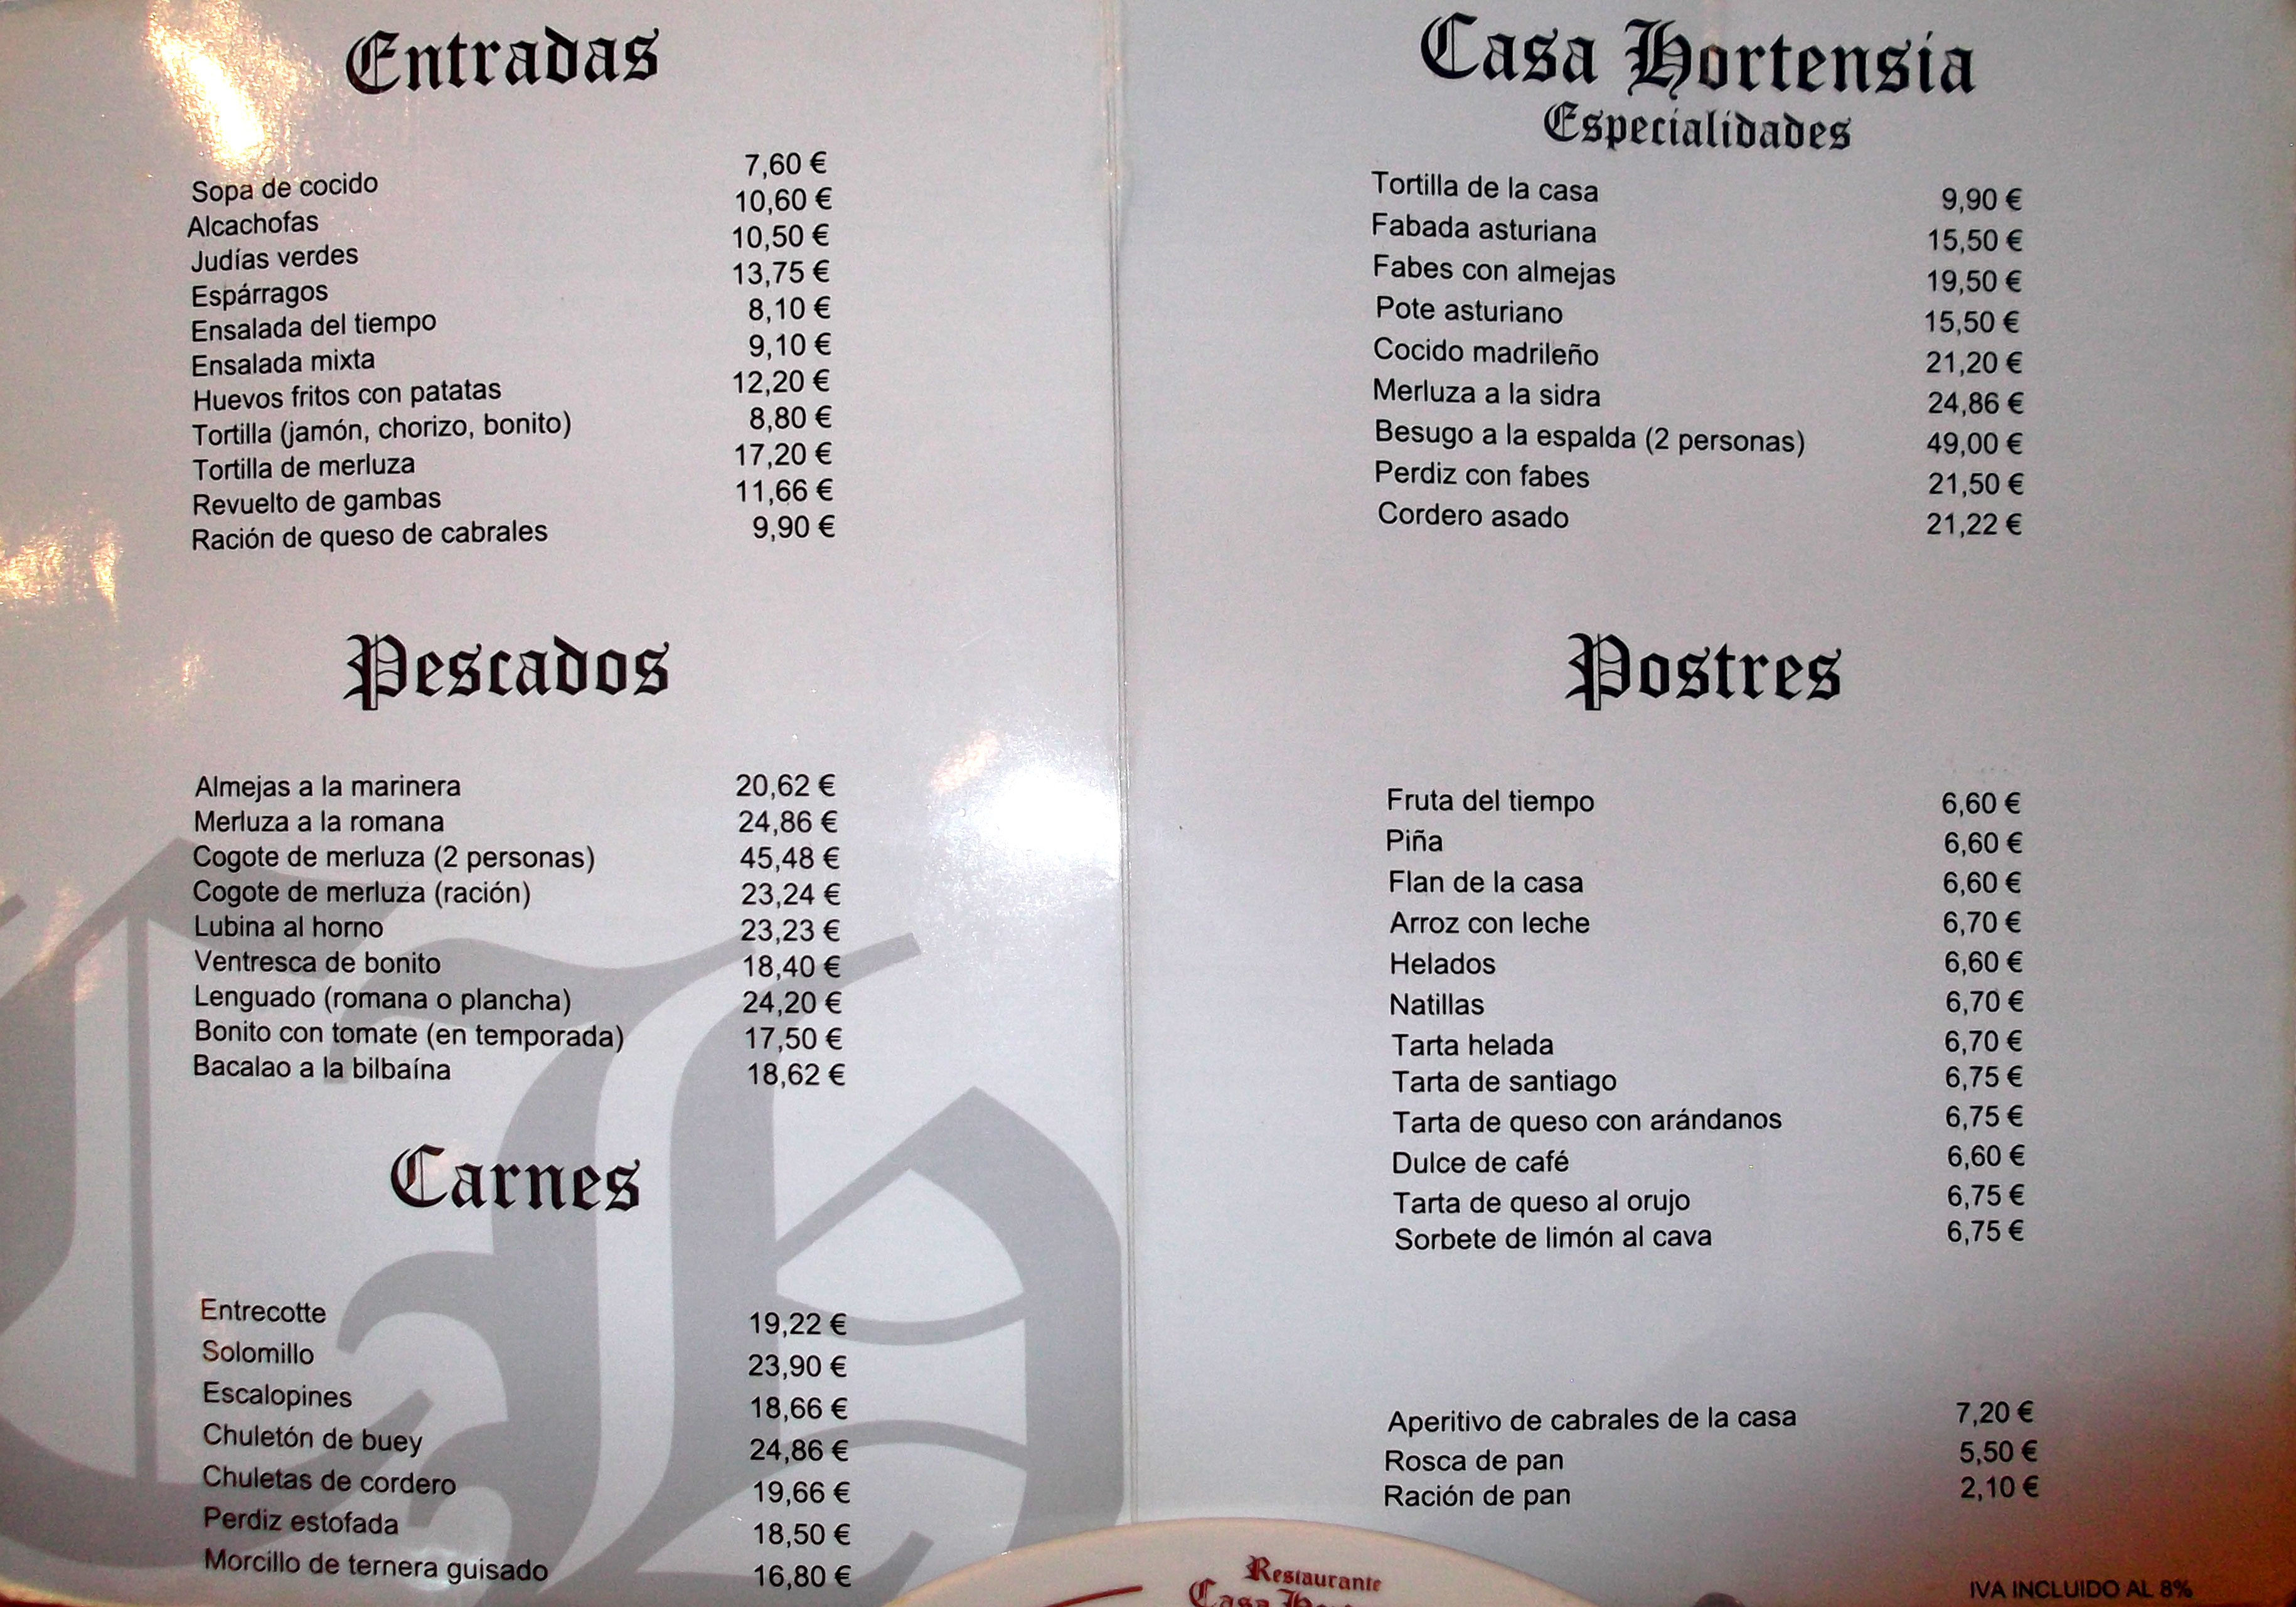 Entradas
Sopa de cocido 7,60 €
Alcachofas 10,60 €
Judías verdes 10,50 €
Espárragos 13,75 €
Ensalada del tiempo 8,10 €
Ensalada mixta 9,10 €
Huevos fritos con patatas 12,20 €
Tortilla (jamón, chorizo, bonito) 8,80 €
Tortilla de merluza 17,20 €
Revuelto de gambas 11,66 €
Ración de queso de cabrales 9,90 €
Pescados
Almejas a la marinera 20,62 €
Merluza a la romana 24,86 €
Cogote de merluza (2 personas) 45,48 €
Cogote de merluza (ración) 23,24 €
Lubina al horno 23,23 €
Ventresca de bonito 18,40 €
Lenguado (romana o plancha) 24,20 €
Bonito con tomate (en temporada) 17,50 €
Bacalao a la bilbaína 18,62 €
Carnes
Entrecotte 19,22 €
Solomillo 23,90 €
Escalopines 18,66 €
Chuletón de buey 24,86 €
Chuletas de cordero 19,66 €
Perdiz estofada 18,50 €
Morcillo de ternera guisado 16,80 €
Casa Hortensia
Especialidades
Tortilla de la casa 9,90 €
Fabada asturiana 15,50 €
Fabes con almejas 19,50 €
Pote asturiano 15,50 €
Cocido madrileño 21,20 €
Merluza a la sidra 24,86 €
Besugo a la espalda (2 personas) 49,00 €
Perdiz con fabes 21,50 €
Cordero asado 21,22 €
Postres
Fruta del tiempo 6,60 €
Piña 6,60 €
Flan de la casa 6,60 €
Arroz con leche 6,70 €
Helados 6,60 €
Natillas 6,70 €
Tarta helada 6,70 €
Tarta de santiago 6,75 €
Tarta de queso con arándanos 6,75 €
Dulce de café 6,60 €
Tarta de queso al orujo 6,75 €
Sorbete de limón al cava 6,75 €
Aperitivo de cabrales de la casa 7,20 €
Rosca de pan 5,50 €
Ración de pan 2,10 €
IVA INCLUIDO AL 8%
Restaurante
Casa